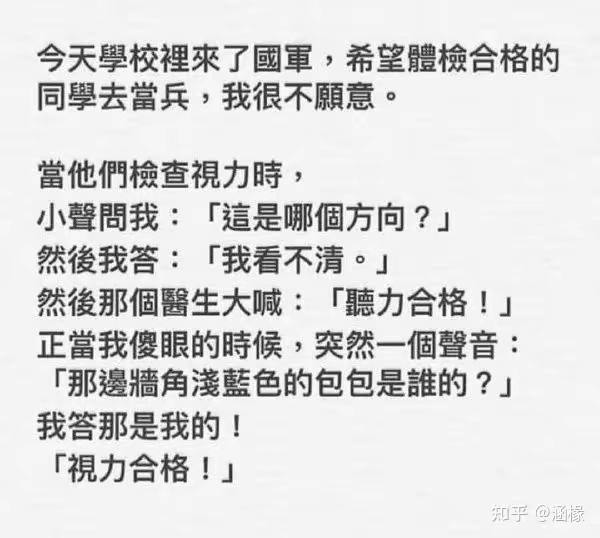 今天學校裡來了國軍，希望體檢合格的
同學去當兵，我很不願意。
當他們檢查視力時，
小聲問我：「這是哪個方向？」
然後我答：「我看不清。」
然後那個醫生大喊：「聽力合格！」
正當我傻眼的時候，突然一個聲音：
「那邊牆角淺藍色的包包是誰的？」
我答那是我的！
「視力合格！」
知乎 @涵椽